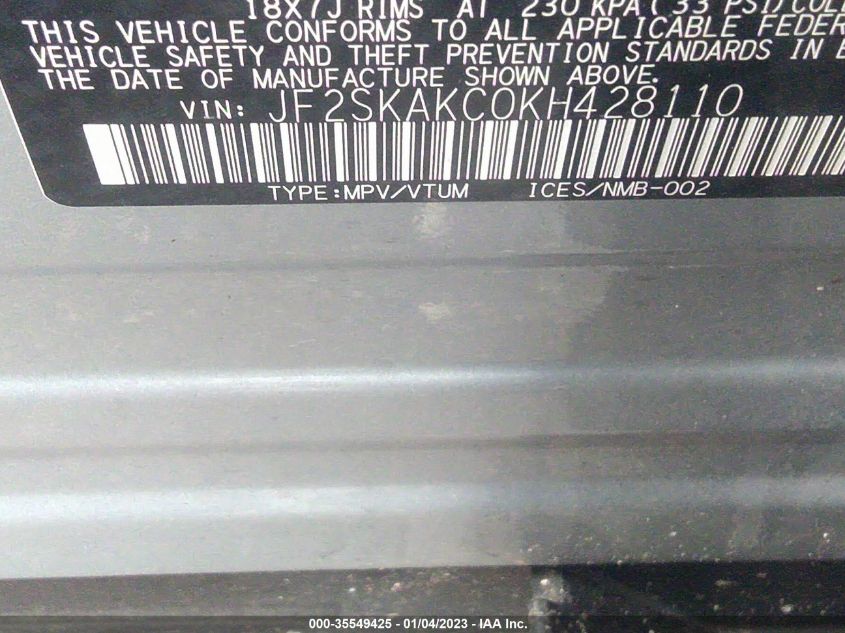 18X7J RIMS AT 230 KPA(33 PSI)COL
THIS VEHICLE CONFORMS TO ALL APPLICABLE FEDER
VEHICLE SAFETY AND THEFT PREVENTION STANDARDS IN E
THE DATE OF MANUFACTURE SHOWN ABOVE.
VIN: JF2SKAKC0KH428110
TYPE:MPV/VTUM ICES/NMB-002
000-35549425 - 01/04/2023 - © IAA Inc.